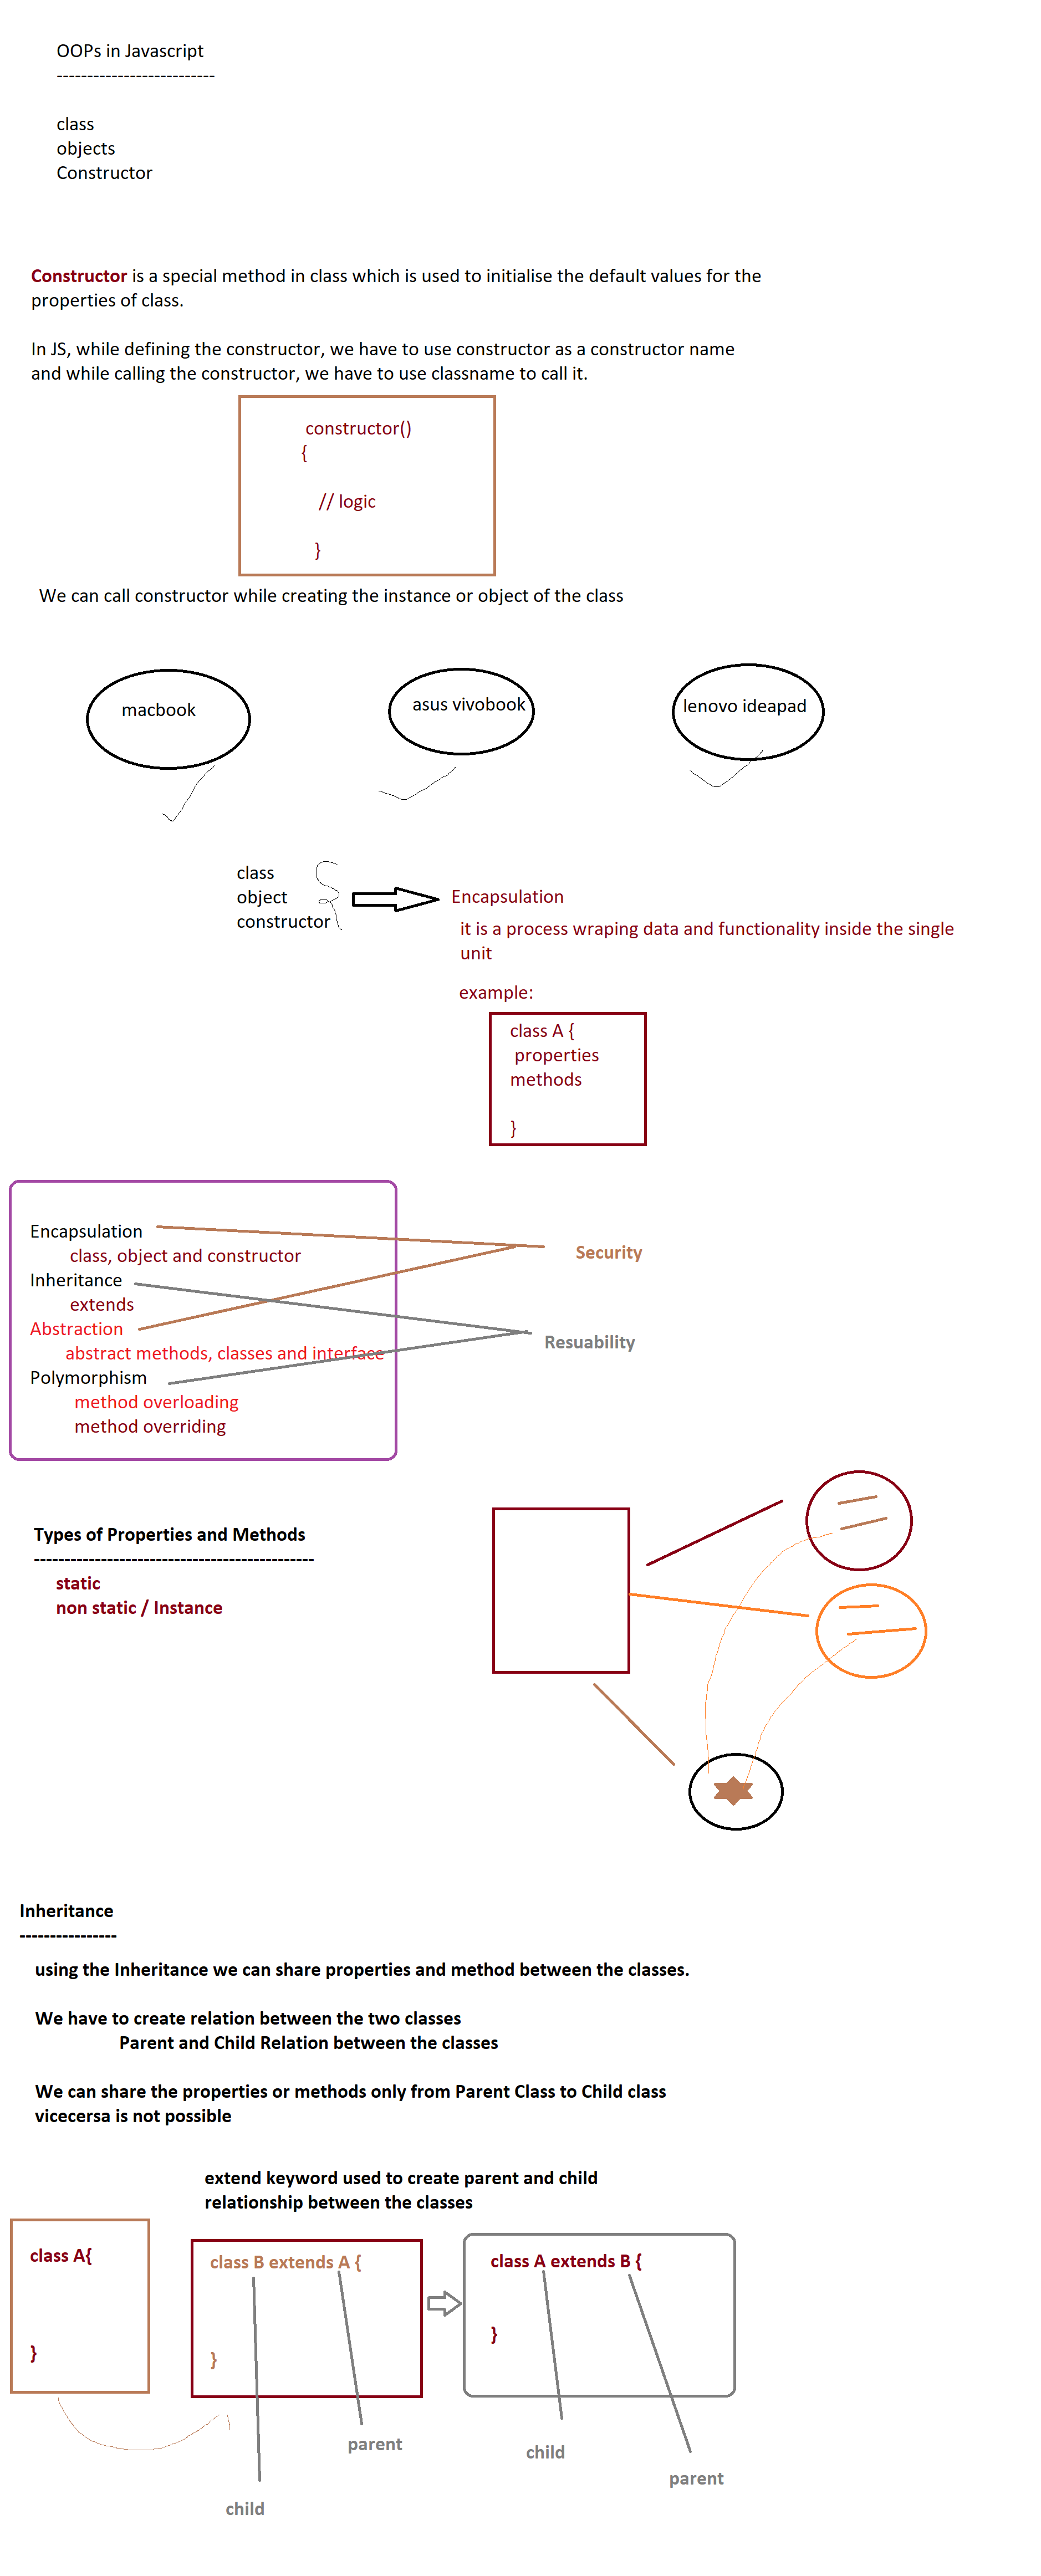 OOPs in Javascript
--------------------------
class
objects
Constructor
Constructor is a special method in class which is used to initialise the default values for the
properties of class.
In JS, while defining the constructor, we have to use constructor as a constructor name
and while calling the constructor, we have to use classname to call it.
constructor()
{
// logic
}
We can call constructor while creating the instance or object of the class
macbook
asus vivobook
lenovo ideapad
class
object
constructor
Encapsulation
it is a process wraping data and functionality inside the single
unit
example:
class A {
properties
methods
}
Encapsulation
class, object and constructor
Inheritance
extends
Abstraction
abstract methods, classes and interface
Polymorphism
method overloading
method overriding
Security
Resuability
Types of Properties and Methods
----------------------------------------------
static
non static / Instance
Inheritance
----------------
using the Inheritance we can share properties and method between the classes.
We have to create relation between the two classes
Parent and Child Relation between the classes
We can share the properties or methods only from Parent Class to Child class
vicecersa is not possible
extend keyword used to create parent and child
relationship between the classes
class A{
}
class B extends A {
}
parent
child
class A extends B {
}
child
parent